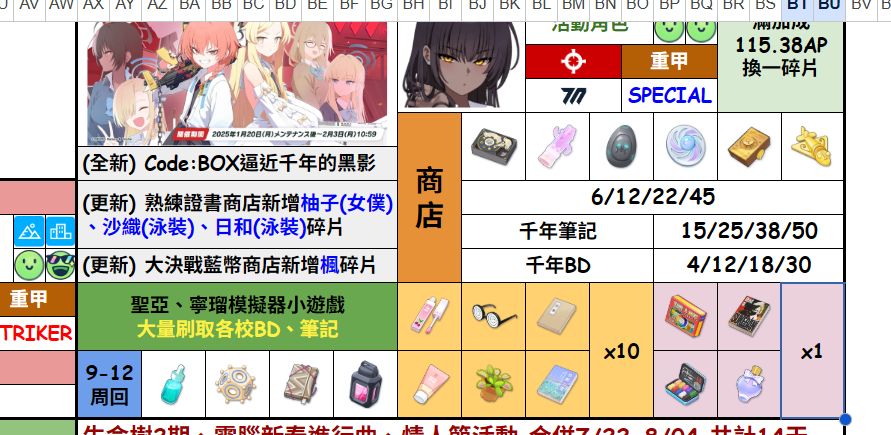 AV AW AX AY AZ BA BB BC BD BE BF BG BH BI BJ BK BL BM BN BO BP BQ BR BS BT BU BV
活動角色
滿加成
115.38AP
換一碎片
重甲
SPECIAL
開催期間 2025年1月20日(月)メンテナンス後～2月3日(月)10:59
(全新) Code:BOX逼近千年的黑影
商店
(更新) 熟練證書商店新增柚子(女僕)
、沙織(泳裝)、日和(泳裝)碎片
6/12/22/45
千年筆記
15/25/38/50
(更新) 大決戰藍幣商店新增楓碎片
千年BD
4/12/18/30
重甲
TRIKER
聖亞、寧瑠模擬器小遊戲
大量刷取各校BD、筆記
x10
x1
9-12
周回